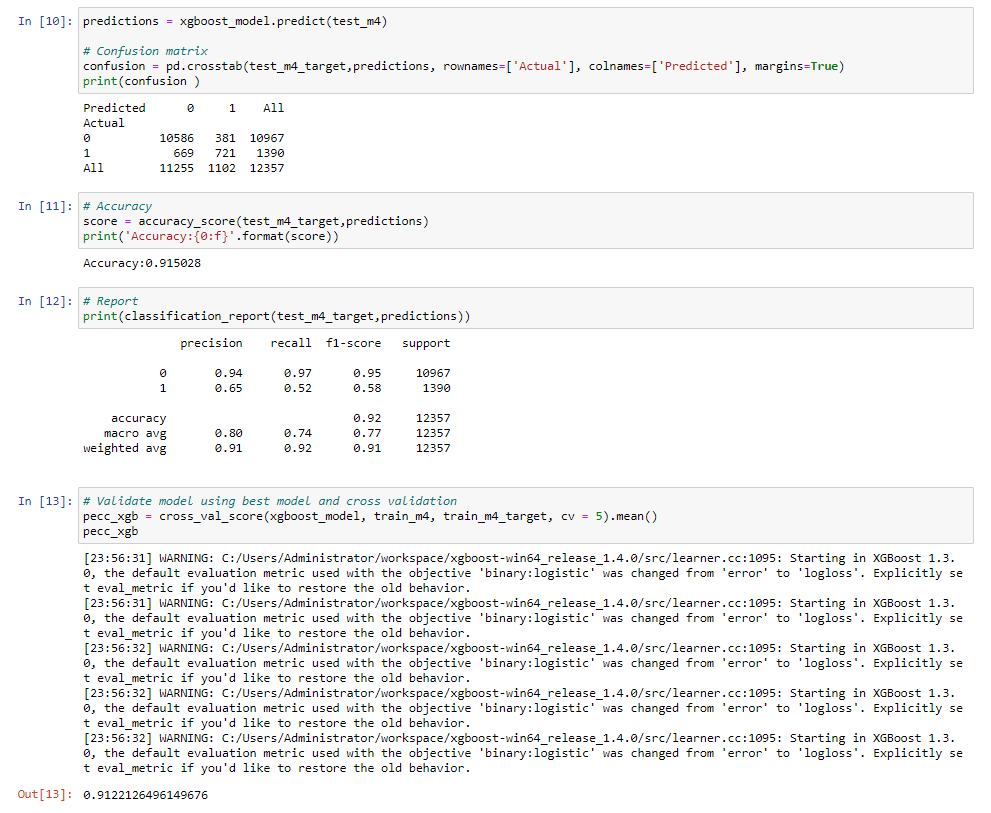 In [10]: predictions = xgboost_model.predict(test_m4)
# Confusion matrix
confusion = pd.crosstab(test_m4_target,predictions, rownames=['Actual'], colnames=['Predicted'], margins=True)
print(confusion )
Predicted 0 1 All
Actual
0 10586 381 10967
1 669 721 1390
All 11255 1102 12357
In [11]: # Accuracy
score = accuracy_score(test_m4_target,predictions)
print('Accuracy:{0:f}'.format(score))
Accuracy:0.915028
In [12]: # Report
print(classification_report(test_m4_target,predictions))
precision recall f1-score support
0 0.94 0.97 0.95 10967
1 0.65 0.52 0.58 1390
accuracy 0.92 12357
macro avg 0.80 0.74 0.77 12357
weighted avg 0.91 0.92 0.91 12357
In [13]: # Validate model using best model and cross validation
pecc_xgb = cross_val_score(xgboost_model, train_m4, train_m4_target, cv = 5).mean()
pecc_xgb
[23:56:31] WARNING: C:/Users/Administrator/workspace/xgboost-win64_release_1.4.0/src/learner.cc:1095: Starting in XGBoost 1.3.
0, the default evaluation metric used with the objective 'binary:logistic' was changed from 'error' to 'logloss'. Explicitly se
t eval_metric if you'd like to restore the old behavior.
[23:56:31] WARNING: C:/Users/Administrator/workspace/xgboost-win64_release_1.4.0/src/learner.cc:1095: Starting in XGBoost 1.3.
0, the default evaluation metric used with the objective 'binary:logistic' was changed from 'error' to 'logloss'. Explicitly se
t eval_metric if you'd like to restore the old behavior.
[23:56:32] WARNING: C:/Users/Administrator/workspace/xgboost-win64_release_1.4.0/src/learner.cc:1095: Starting in XGBoost 1.3.
0, the default evaluation metric used with the objective 'binary:logistic' was changed from 'error' to 'logloss'. Explicitly se
t eval_metric if you'd like to restore the old behavior.
[23:56:32] WARNING: C:/Users/Administrator/workspace/xgboost-win64_release_1.4.0/src/learner.cc:1095: Starting in XGBoost 1.3.
0, the default evaluation metric used with the objective 'binary:logistic' was changed from 'error' to 'logloss'. Explicitly se
t eval_metric if you'd like to restore the old behavior.
[23:56:32] WARNING: C:/Users/Administrator/workspace/xgboost-win64_release_1.4.0/src/learner.cc:1095: Starting in XGBoost 1.3.
0, the default evaluation metric used with the objective 'binary:logistic' was changed from 'error' to 'logloss'. Explicitly se
t eval_metric if you'd like to restore the old behavior.
Out[13]: 0.9122126496149676